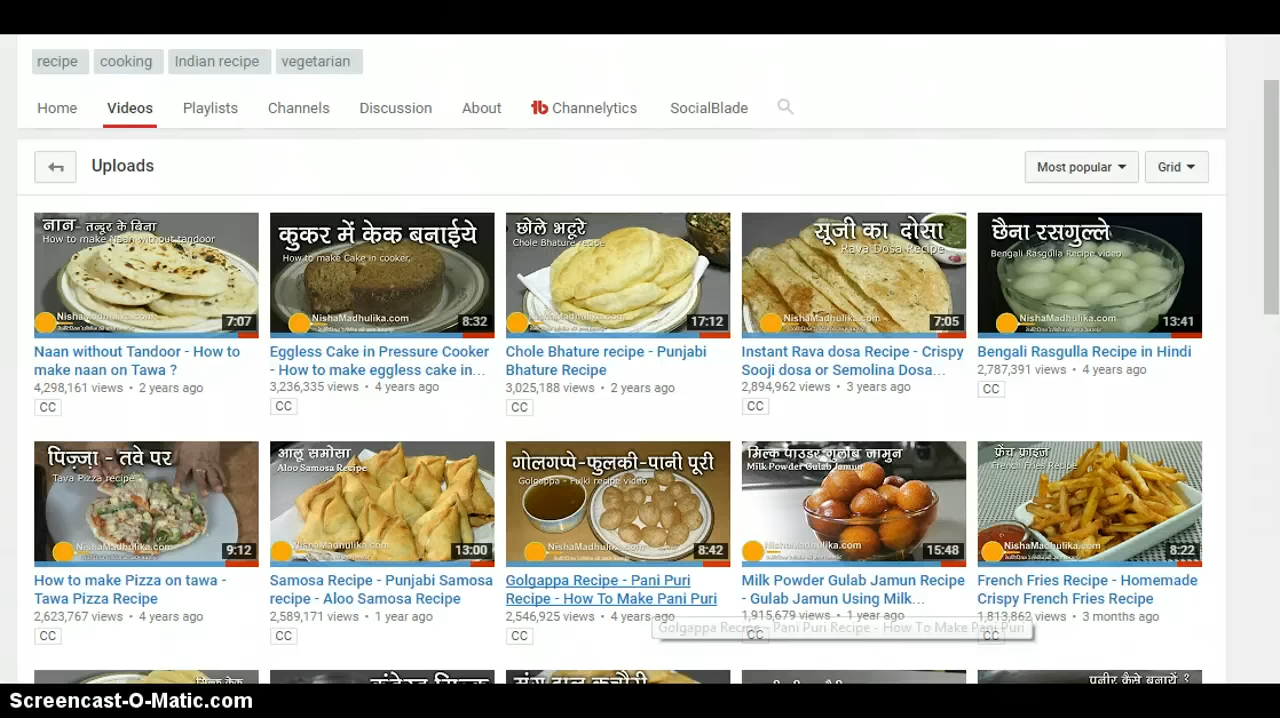 recipe cooking Indian recipe vegetarian
Home Videos Playlists Channels Discussion About Channelytics SocialBlade
Uploads Most popular Grid
नान- तन्दूर के बिना
How to make Naan without tandoor
NishaMadhulika.com
7:07
Naan without Tandoor - How to
make naan on Tawa ?
4,298,161 views • 2 years ago
CC
कुकर में केक बनाईये
How to make Cake in cooker,
NishaMadhulika.com
8:32
Eggless Cake in Pressure Cooker
- How to make eggless cake in...
3,236,335 views • 4 years ago
CC
छोले भटूरे
Chole Bhature recipe
NishaMadhulika.com
17:12
Chole Bhature recipe - Punjabi
Bhature Recipe
3,025,188 views • 2 years ago
CC
सूजी का दोसा
Rava Dosa Recipe
NishaMadhulika.com
7:05
Instant Rava dosa Recipe - Crispy
Sooji dosa or Semolina Dosa...
2,894,962 views • 3 years ago
CC
छैना रसगुल्ले
Bengali Rasgulla Recipe video
NishaMadhulika.com
13:41
Bengali Rasgulla Recipe in Hindi
2,787,391 views • 4 years ago
CC
पिज़्ज़ा - तवे पर
Tava Pizza recipe
NishaMadhulika.com
9:12
How to make Pizza on tawa -
Tawa Pizza Recipe
2,623,767 views • 4 years ago
CC
आलू समोसा
Aloo Samosa Recipe
NishaMadhulika.com
13:00
Samosa Recipe - Punjabi Samosa
recipe - Aloo Samosa Recipe
2,589,171 views • 1 year ago
CC
गोलगप्पे-फुलकी-पानी पूरी
Golgappa - Fulki recipe video
NishaMadhulika.com
8:42
Golgappa Recipe - Pani Puri
Recipe - How To Make Pani Puri
2,546,925 views • 4 years ago
CC
Golgappa Recipe - Pani Puri Recipe - How To Make Pani Puri
मिल्क पाउडर गुलाब जामुन
Milk Powder Gulab Jamun
NishaMadhulika.com
15:48
Milk Powder Gulab Jamun Recipe
- Gulab Jamun Using Milk...
1,915,679 views • 1 year ago
CC
फ्रेंच फ्राइज
French Fries Recipe
NishaMadhulika.com
8:22
French Fries Recipe - Homemade
Crispy French Fries Recipe
1,813,862 views • 3 months ago
CC
मूंग दाल कचौरी
पनीर कैसे बनायें ?
Screencast-O-Matic.com